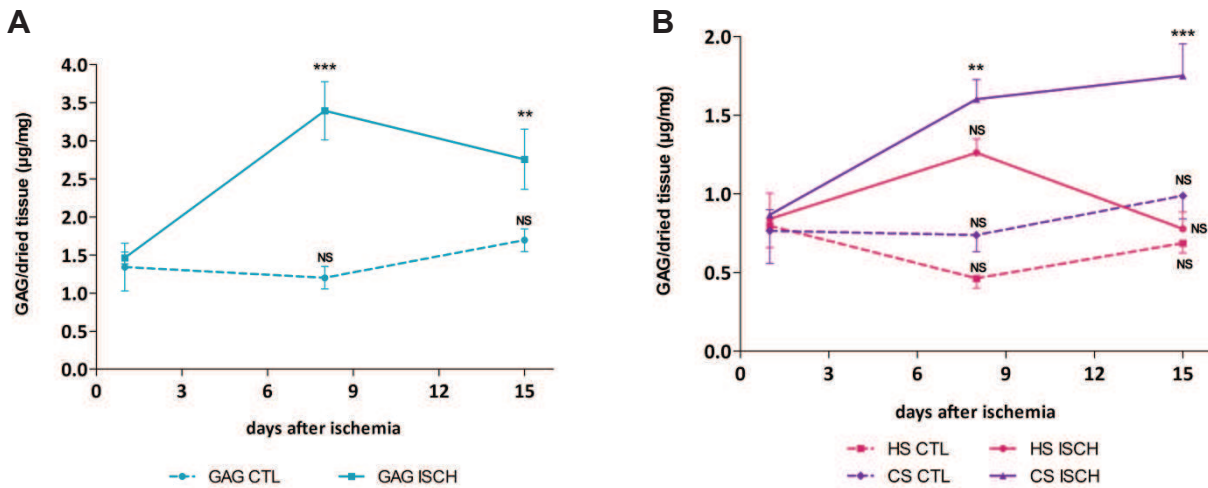 A
GAG/dried tissue (µg/mg)
4.0
3.5
3.0
2.5
2.0
1.5
1.0
0.5
0.0
***
**
NS
NS
0 3 6 9 12 15
days after ischemia
GAG CTL GAG ISCH
B
GAG/dried tissue (µg/mg)
2.0
1.5
1.0
0.5
0.0
***
**
NS
NS
NS
NS
NS
NS
0 3 6 9 12 15
days after ischemia
HS CTL HS ISCH
CS CTL CS ISCH